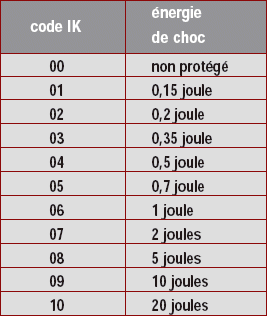 code IK énergie de choc
00 non protégé
01 0,15 joule
02 0,2 joule
03 0,35 joule
04 0,5 joule
05 0,7 joule
06 1 joule
07 2 joules
08 5 joules
09 10 joules
10 20 joules